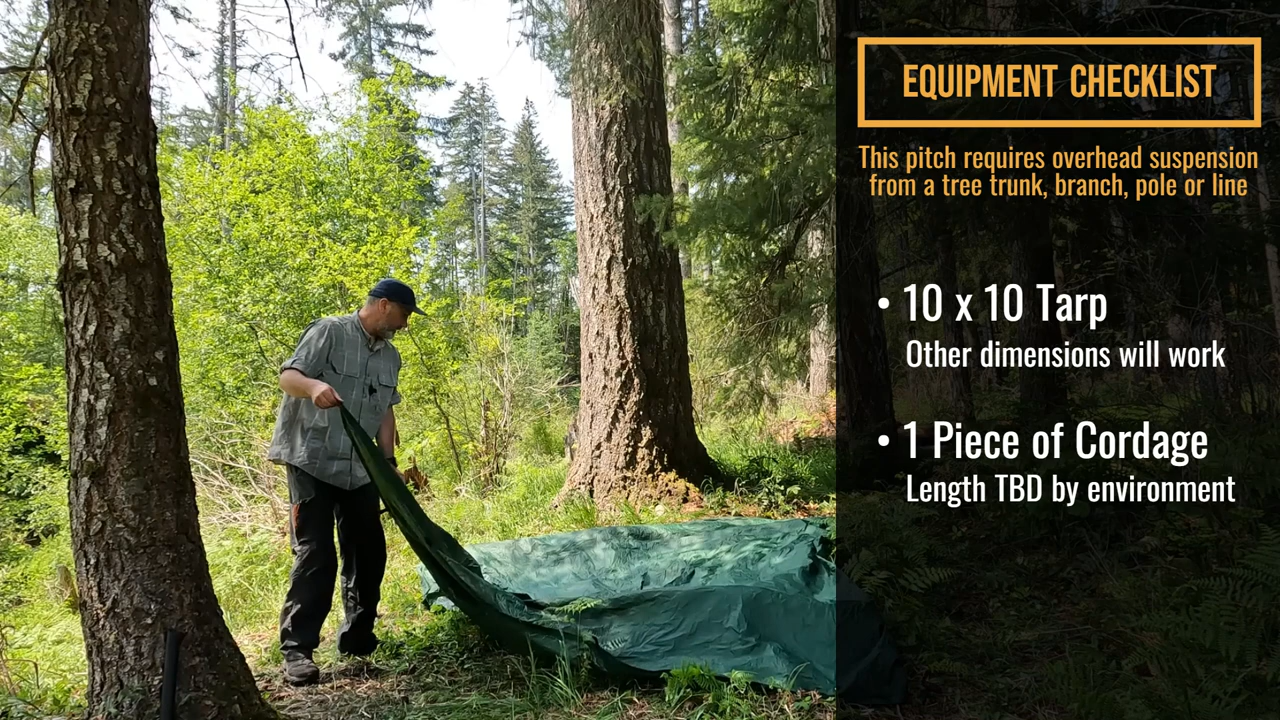 EQUIPMENT CHECKLIST
This pitch requires overhead suspension
from a tree trunk, branch, pole or line
• 10 x 10 Tarp
Other dimensions will work
• 1 Piece of Cordage
Length TBD by environment